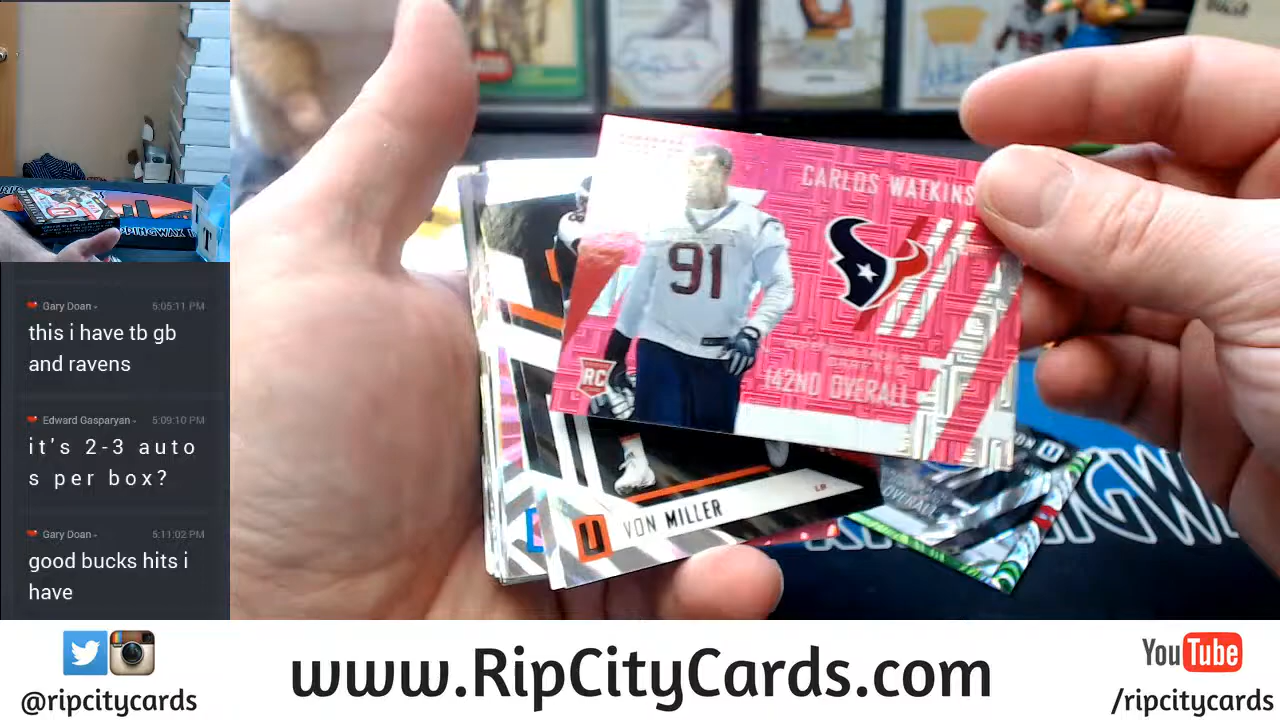 Gary Doan - 5:05:11 PM
this i have tb gb
and ravens
Edward Gasparyan - 5:09:10 PM
it's 2-3 auto
s per box?
Gary Doan - 5:11:02 PM
good bucks hits i
have
CARLOS WATKINS
91
RC
142ND OVERALL
VON MILLER
LB
OVERALL
www.RipCityCards.com
@ripcitycards
YouTube
/ripcitycards